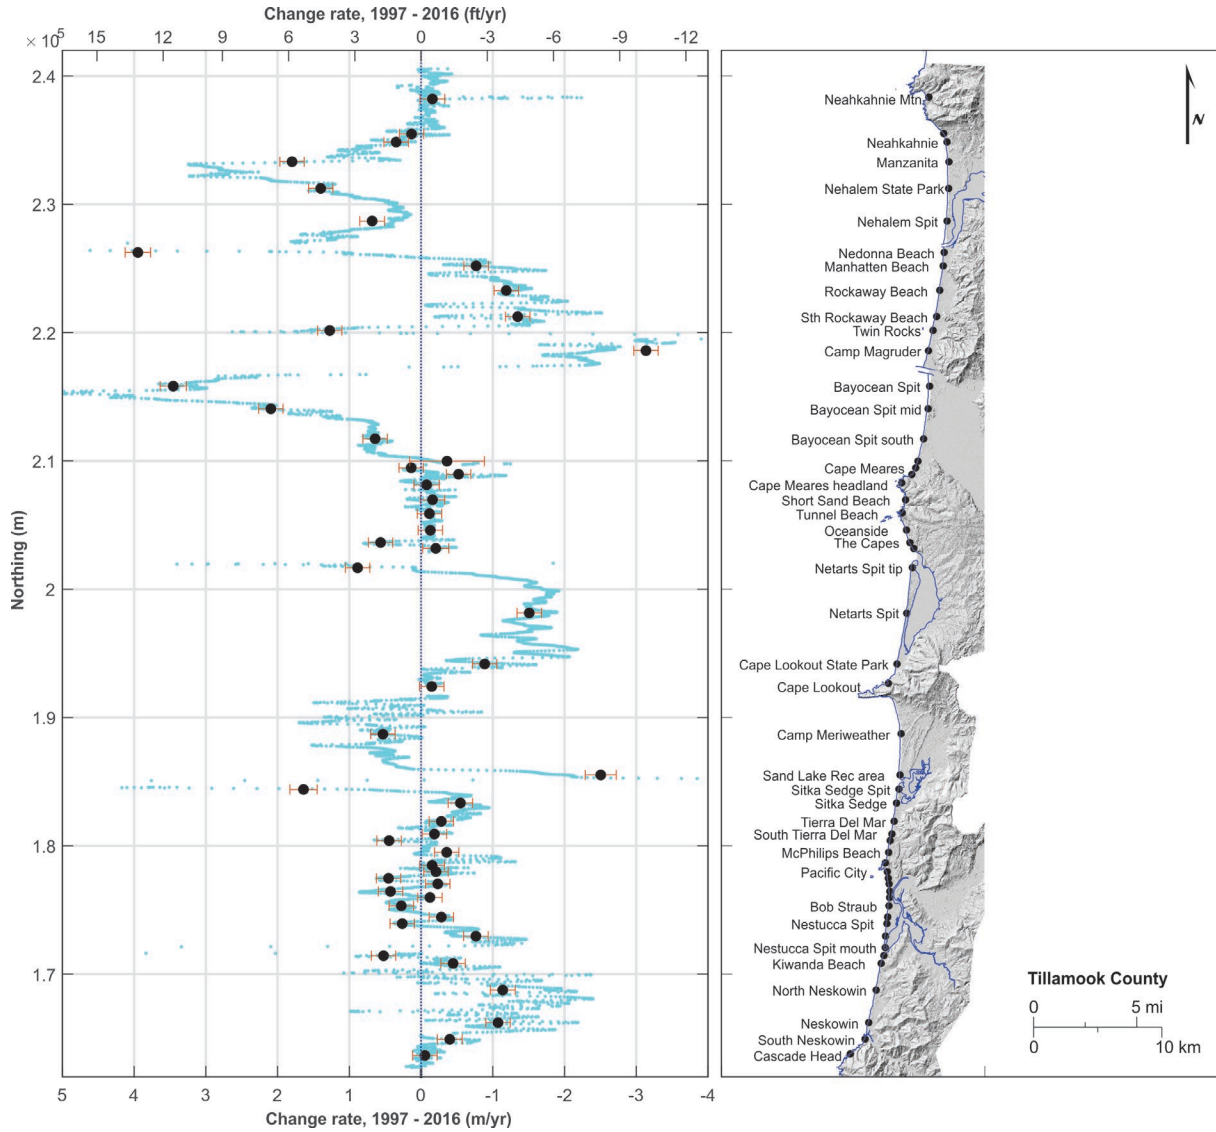 Change rate, 1997 - 2016 (ft/yr)
15 12 9 6 3 0 -3 -6 -9 -12
× 10⁵
2.4
2.3
2.2
2.1
2
1.9
1.8
1.7
Northing (m)
5 4 3 2 1 0 -1 -2 -3 -4
Change rate, 1997 - 2016 (m/yr)
N
Neahkahnie Mtn
Neahkahnie
Manzanita
Nehalem State Park
Nehalem Spit
Nedonna Beach
Manhatten Beach
Rockaway Beach
Sth Rockaway Beach
Twin Rocks
Camp Magruder
Bayocean Spit
Bayocean Spit mid
Bayocean Spit south
Cape Meares
Cape Meares headland
Short Sand Beach
Tunnel Beach
Oceanside
The Capes
Netarts Spit tip
Netarts Spit
Cape Lookout State Park
Cape Lookout
Camp Meriweather
Sand Lake Rec area
Sitka Sedge Spit
Sitka Sedge
Tierra Del Mar
South Tierra Del Mar
McPhilips Beach
Pacific City
Bob Straub
Nestucca Spit
Nestucca Spit mouth
Kiwanda Beach
North Neskowin
Neskowin
South Neskowin
Cascade Head
Tillamook County
0 5 mi
0 10 km